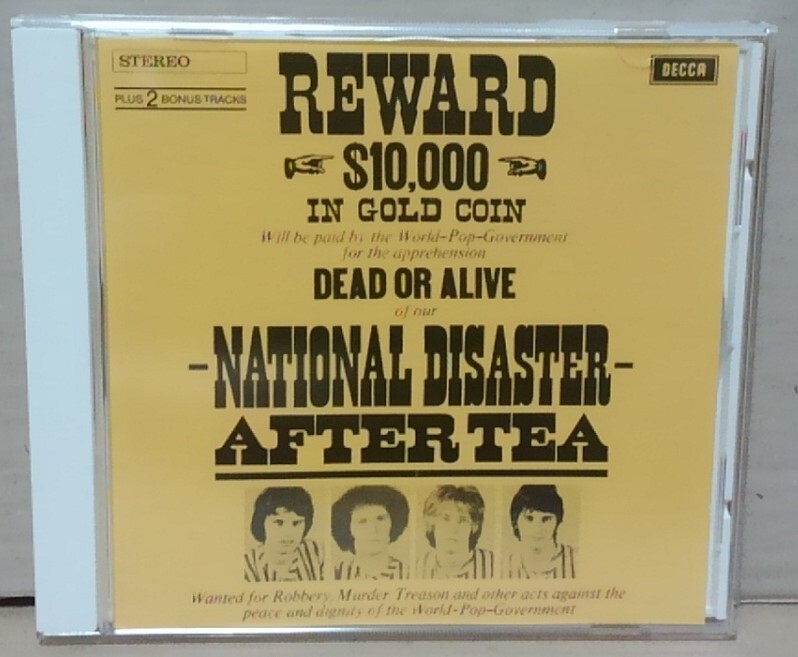 STEREO
PLUS 2 BONUS TRACKS
DECCA
REWARD
$10,000
IN GOLD COIN
Will be paid by the World-Pop-Government
for the apprehension
DEAD OR ALIVE
of our
-NATIONAL DISASTER-
AFTER TEA
Wanted for Robbery, Murder, Treason and other acts against the
peace and dignity of the World-Pop-Government